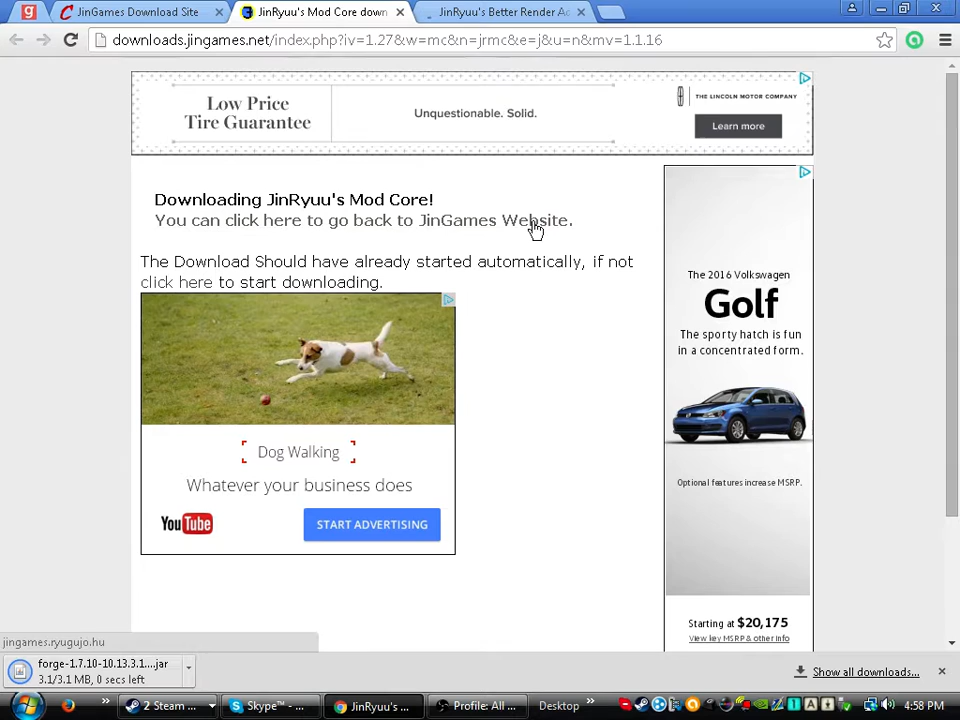 JinGames Download Site
JinRyuu's Mod Core down
JinRyuu's Better Render Ad
downloads.jingames.net/index.php?iv=1.27&w=mc&n=jrmc&e=j&u=n&mv=1.1.16
Low Price
Tire Guarantee
Unquestionable. Solid.
THE LINCOLN MOTOR COMPANY
Learn more
Downloading JinRyuu's Mod Core!
You can click here to go back to JinGames Website.
The Download Should have already started automatically, if not
click here to start downloading.
Dog Walking
Whatever your business does
YouTube
START ADVERTISING
The 2016 Volkswagen
Golf
The sporty hatch is fun
in a concentrated form.
Optional features increase MSRP.
Starting at $20,175
View key MSRP & other info
jingames.ryugujo.hu
forge-1.7.10-10.13.3.1....jar
3.1/3.1 MB, 0 secs left
Show all downloads...
2 Steam ...
Skype™ - ...
JinRyuu's ...
Profile: All ...
Desktop
4:58 PM